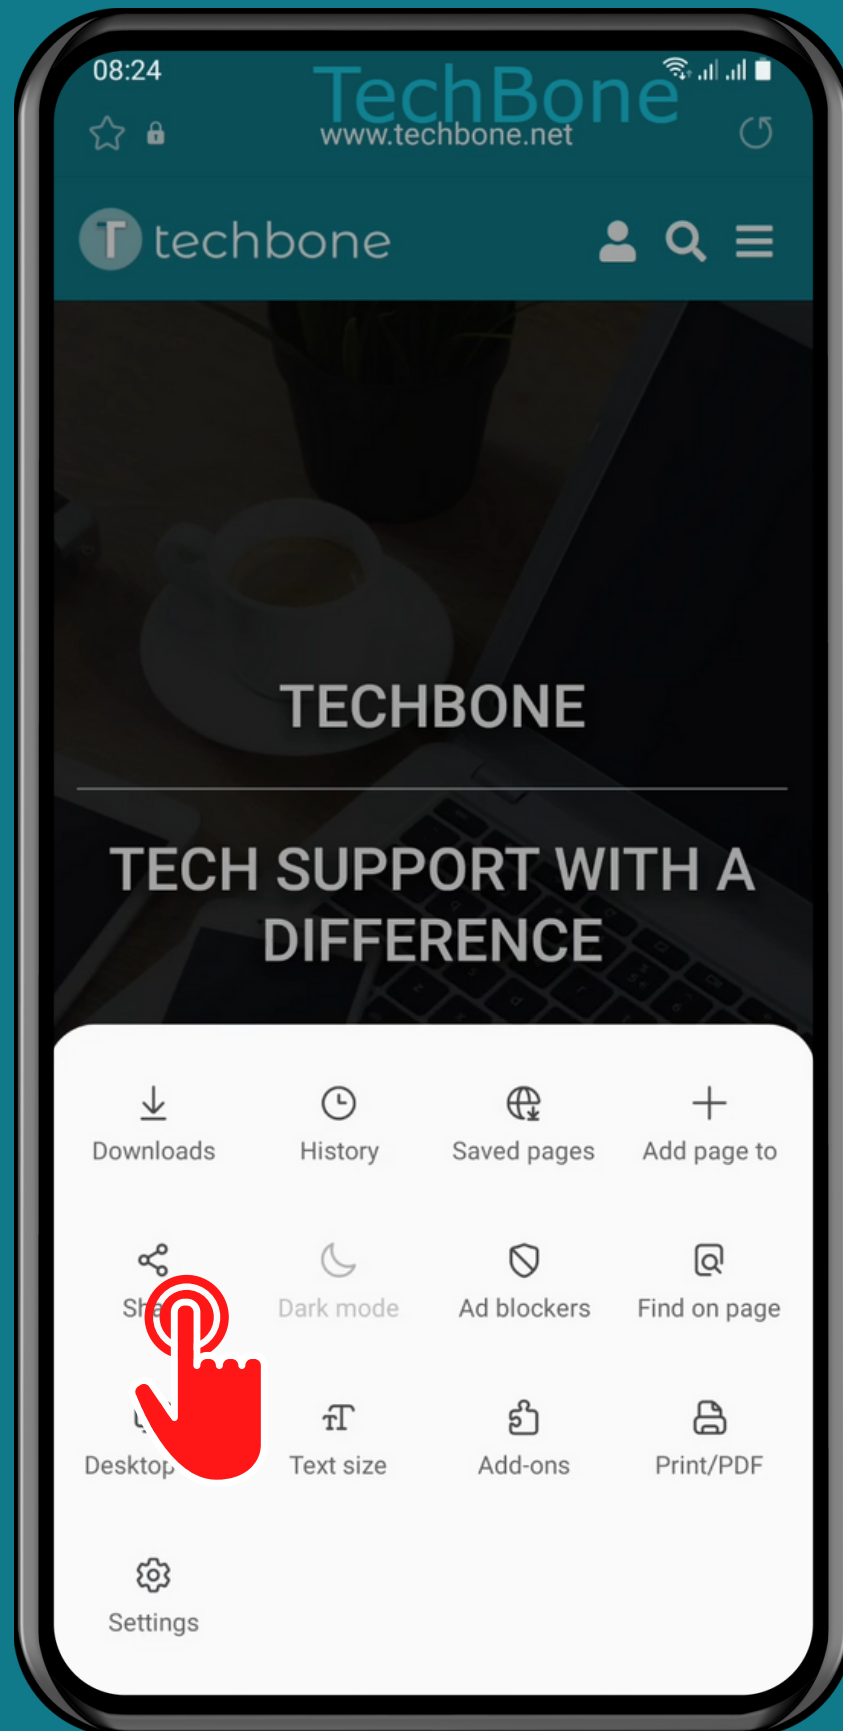 08:24
TechBone
www.techbone.net
T techbone
TECHBONE
TECH SUPPORT WITH A
DIFFERENCE
Downloads History Saved pages Add page to
Dark mode Ad blockers Find on page
Desktop Text size Add-ons Print/PDF
Settings